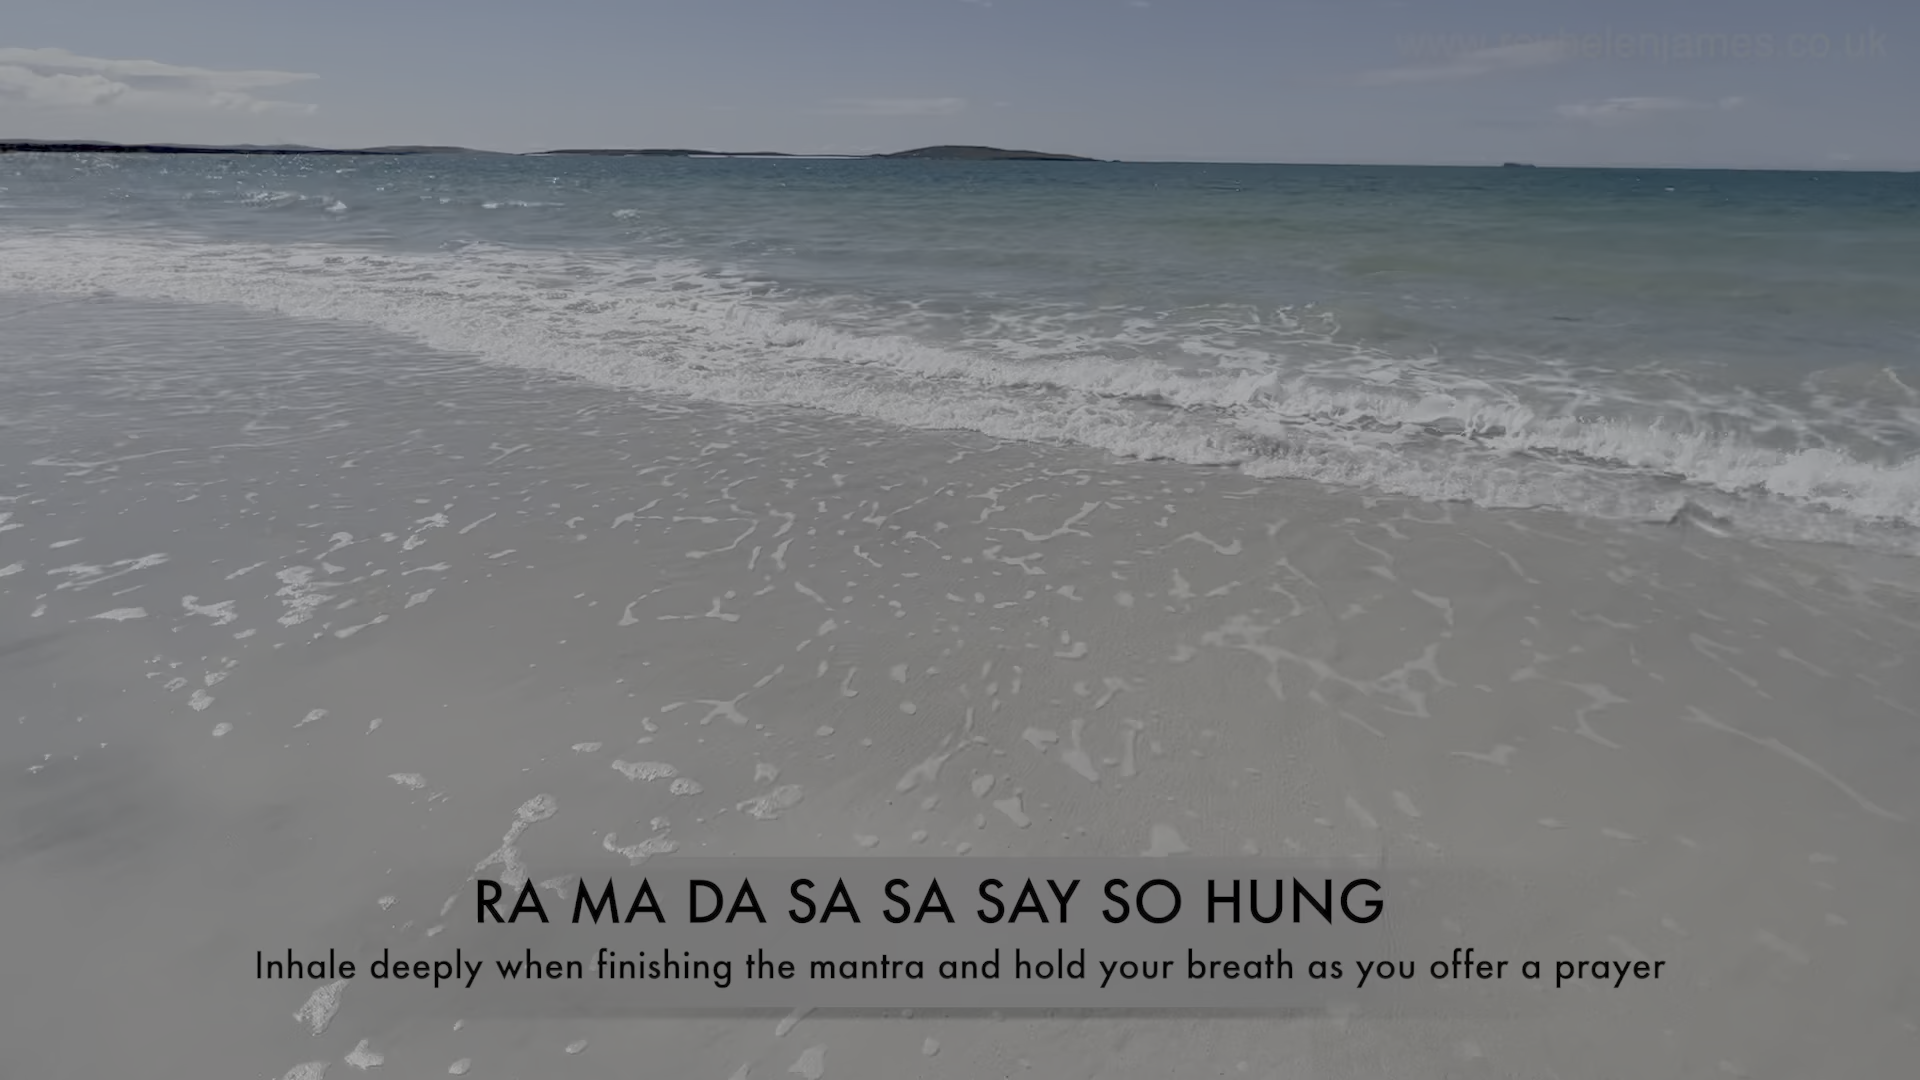 RA MA DA SA SA SAY SO HUNG
Inhale deeply when finishing the mantra and hold your breath as you offer a prayer